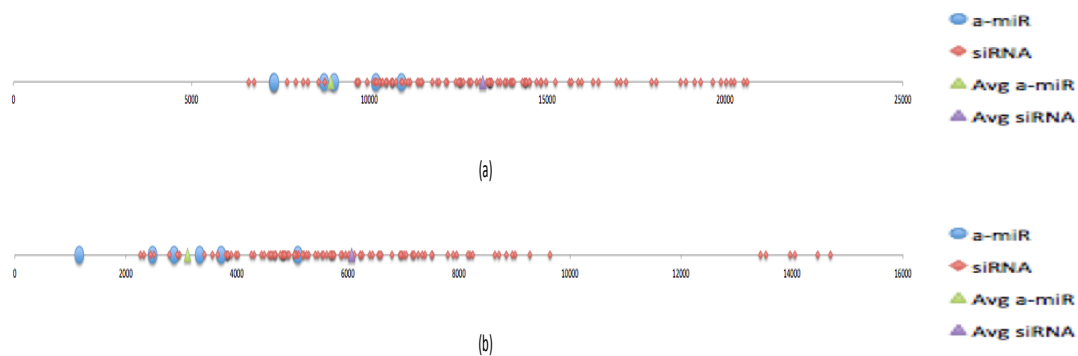 a-miR
siRNA
Avg a-miR
Avg siRNA
0 5000 10000 15000 20000 25000
(a)
a-miR
siRNA
Avg a-miR
Avg siRNA
0 2000 4000 6000 8000 10000 12000 14000 16000
(b)